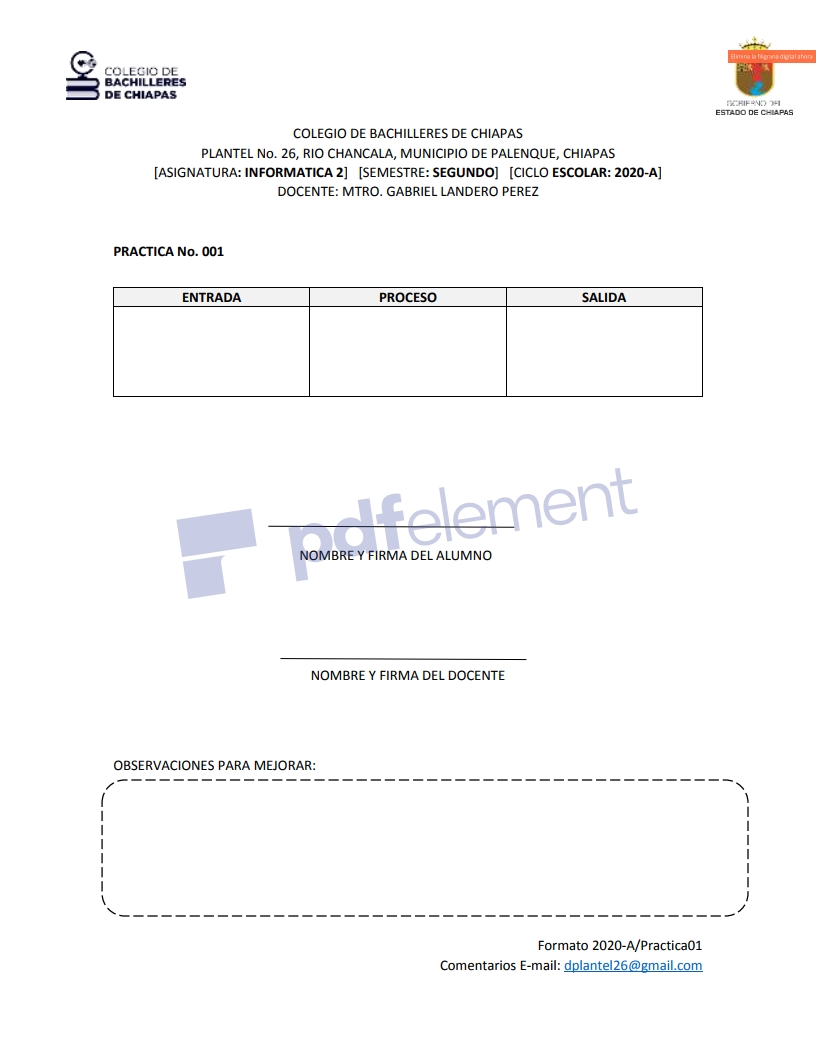 COLEGIO DE
BACHILLERES
DE CHIAPAS
Elimina la filigrana digital ahora
GOBIERNO DEL
ESTADO DE CHIAPAS
COLEGIO DE BACHILLERES DE CHIAPAS
PLANTEL No. 26, RIO CHANCALA, MUNICIPIO DE PALENQUE, CHIAPAS
[ASIGNATURA: INFORMATICA 2] [SEMESTRE: SEGUNDO] [CICLO ESCOLAR: 2020-A]
DOCENTE: MTRO. GABRIEL LANDERO PEREZ
PRACTICA No. 001
ENTRADA PROCESO SALIDA
pdfelement
NOMBRE Y FIRMA DEL ALUMNO
NOMBRE Y FIRMA DEL DOCENTE
OBSERVACIONES PARA MEJORAR:
Formato 2020-A/Practica01
Comentarios E-mail: dplantel26@gmail.com